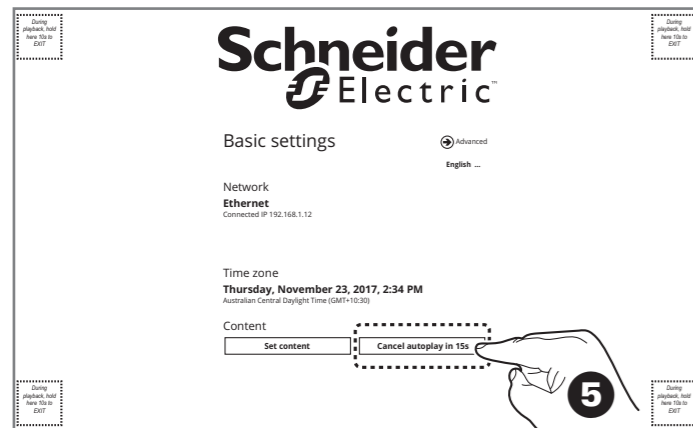 During
playback, hold
here 10s to
EXIT
During
playback, hold
here 10s to
EXIT
Schneider
Electric™
Basic settings
Advanced
English ...
Network
Ethernet
Connected IP 192.168.1.12
Time zone
Thursday, November 23, 2017, 2:34 PM
Australian Central Daylight Time (GMT+10:30)
Content
Set content
Cancel autoplay in 15s
5
During
playback, hold
here 10s to
EXIT
During
playback, hold
here 10s to
EXIT